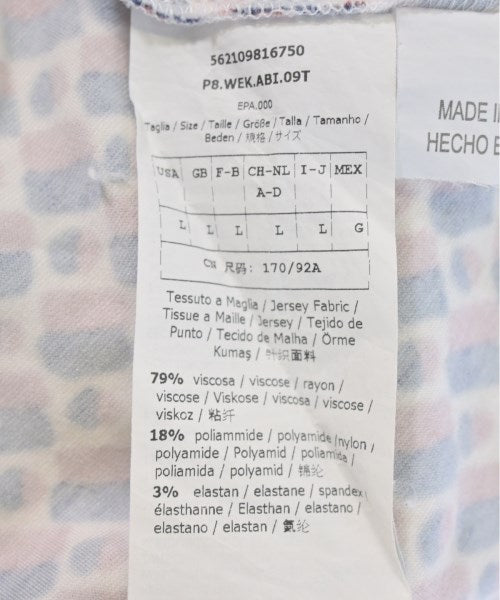 562109816750
P8.WEK.ABI.09T
EPA.000
Taglia / Size / Taille / Größe / Talla / Tamanho /
Beden / 規格 / サイズ
USA GB F-B CH-NL I-J MEX
A-D
L L L L L G
CN 尺码: 170/92A
Tessuto a Maglia / Jersey Fabric /
Tissue a Maille / Jersey / Tejido de
Punto / Tecido de Malha / Örme
Kumaş / 针织面料
79% viscosa / viscose / rayon /
viscose / Viskose / viscosa / viscose /
viskoz / 粘纤
18% poliammide / polyamide /nylon /
polyamide / Polyamid / poliamida /
poliamida / polyamid / 锦纶
3% elastan / elastane / spandex /
élasthanne / Elasthan / elastano /
elastano / elastan / 氨纶
MADE
HECHO